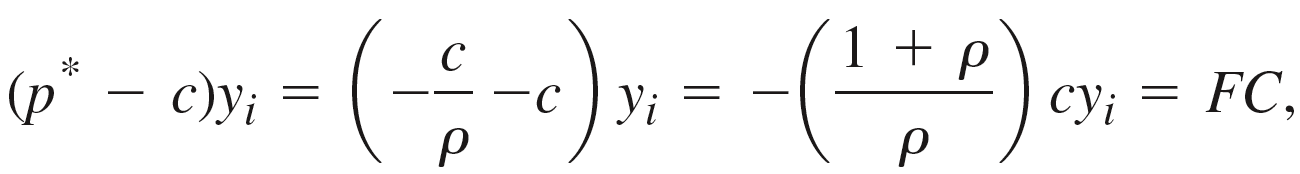 (p* − c)y_i = (−c/ρ − c) y_i = −((1 + ρ)/ρ) cy_i = FC,